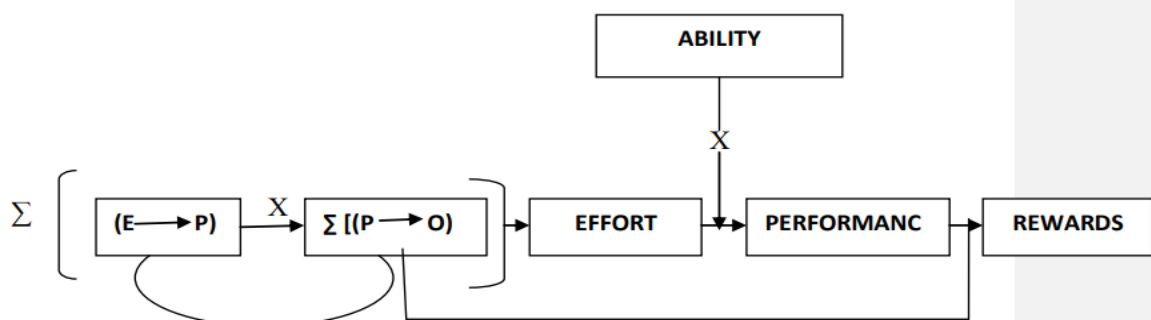 ABILITY
X
Σ (E → P) X Σ [(P → O) EFFORT PERFORMANC REWARDS